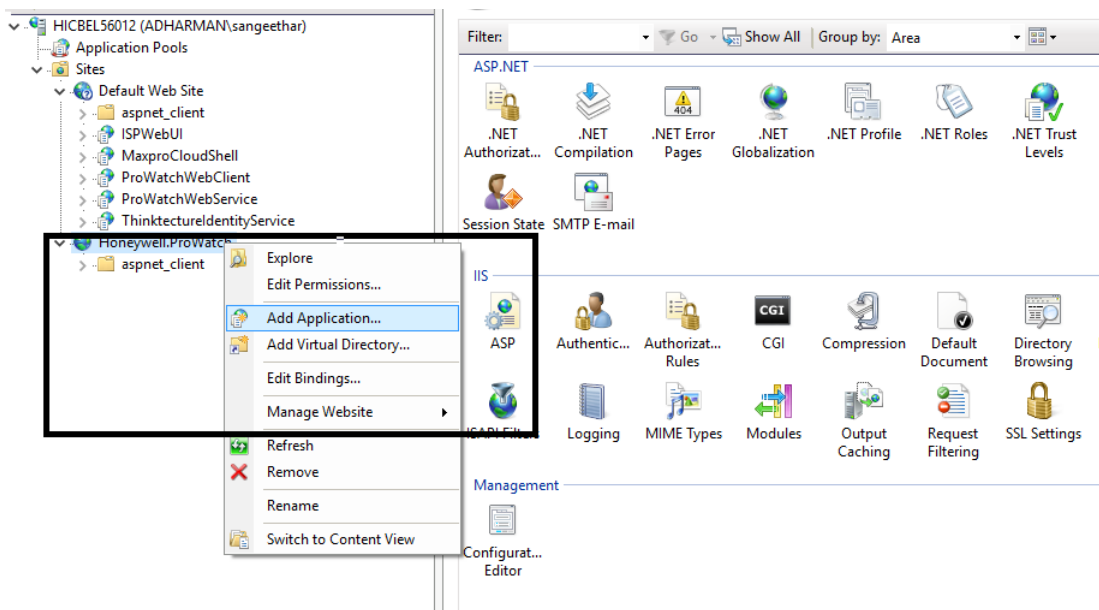 HICBEL56012 (ADHARMAN\sangeethar)
Application Pools
Sites
Default Web Site
aspnet_client
ISPWebUI
MaxproCloudShell
ProWatchWebClient
ProWatchWebService
ThinktectureIdentityService
Honeywell.ProWatch
aspnet_client
Explore
Edit Permissions...
Add Application...
Add Virtual Directory...
Edit Bindings...
Manage Website
Refresh
Remove
Rename
Switch to Content View
Filter: Go Show All Group by: Area
ASP.NET
404
.NET .NET .NET Error .NET .NET Profile .NET Roles .NET Trust
Authorizat... Compilation Pages Globalization Levels
Session State SMTP E-mail
IIS
CGI
ASP Authentic... Authorizat... CGI Compression Default Directory
Rules Document Browsing
ISAPI Filters Logging MIME Types Modules Output Request SSL Settings
Caching Filtering
Management
Configurat...
Editor